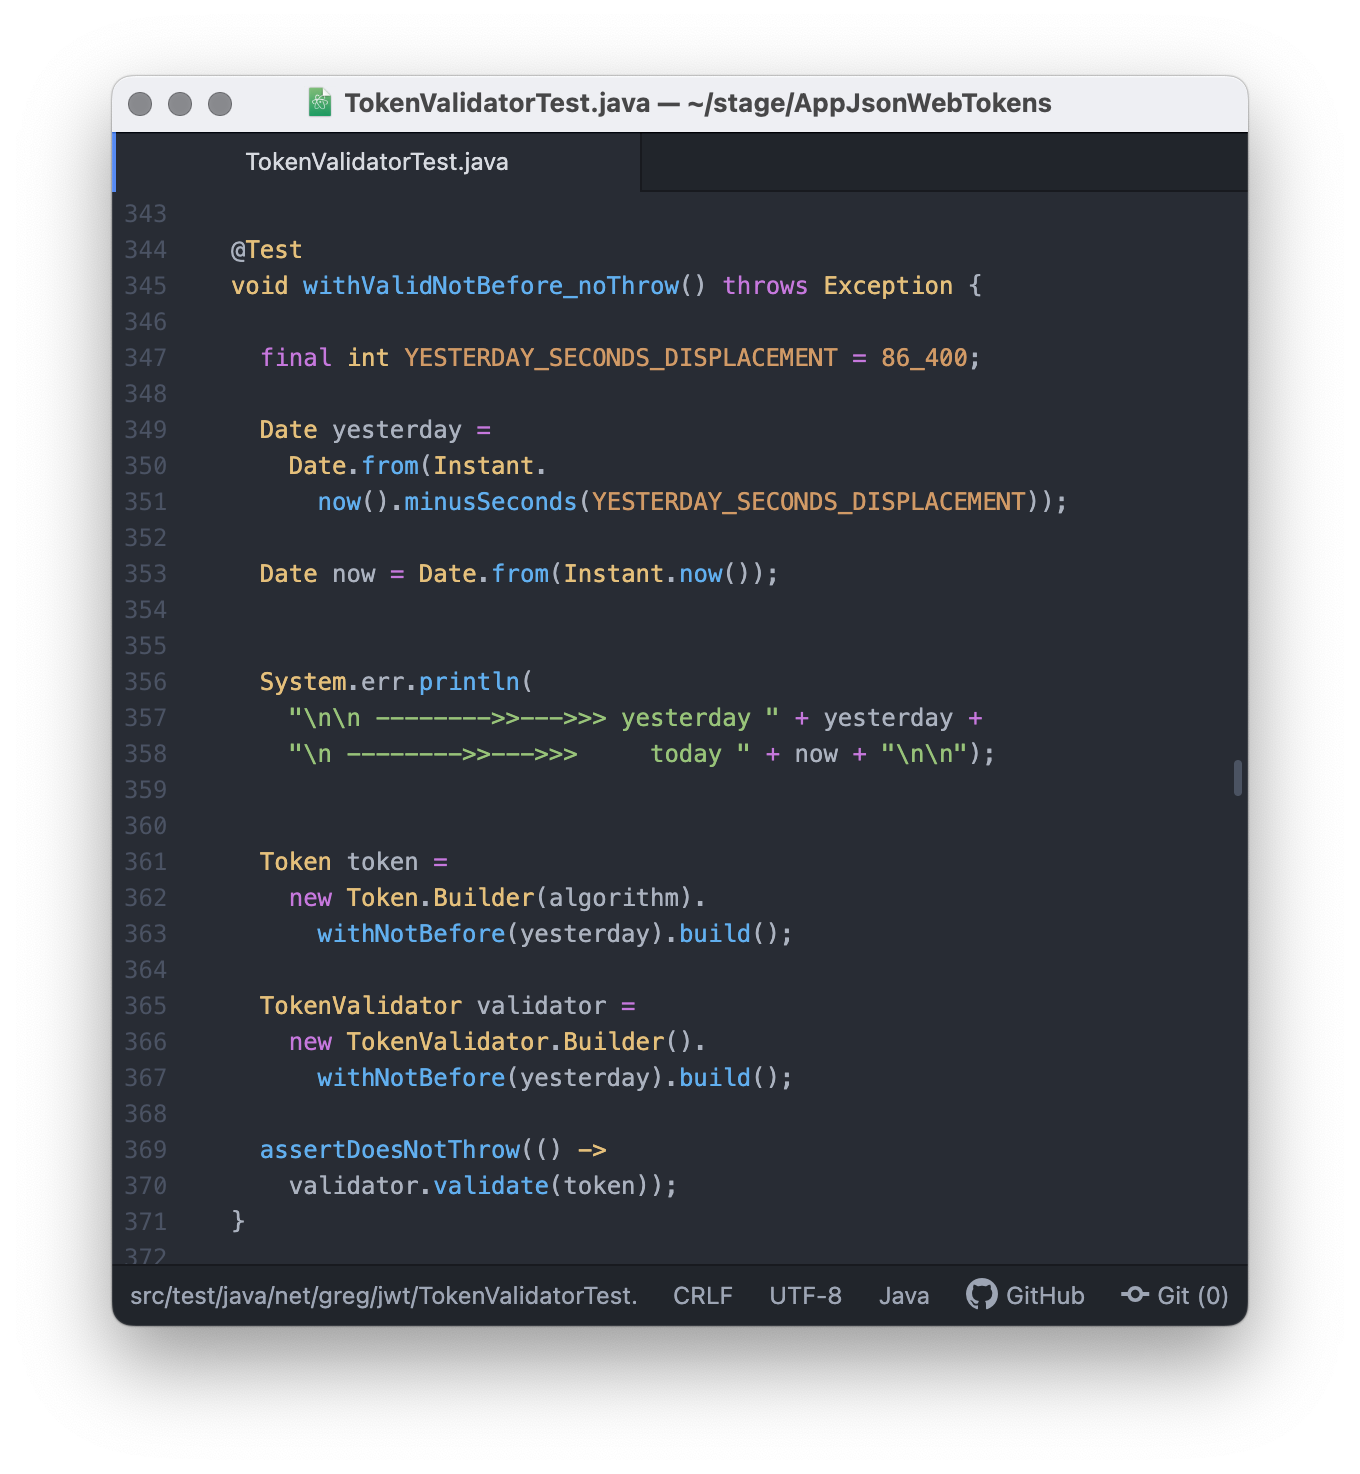 TokenValidatorTest.java — ~/stage/AppJsonWebTokens
TokenValidatorTest.java
343
344 @Test
345 void withValidNotBefore_noThrow() throws Exception {
346
347 final int YESTERDAY_SECONDS_DISPLACEMENT = 86_400;
348
349 Date yesterday =
350 Date.from(Instant.
351 now().minusSeconds(YESTERDAY_SECONDS_DISPLACEMENT));
352
353 Date now = Date.from(Instant.now());
354
355
356 System.err.println(
357 "\n\n -------->>--->>> yesterday " + yesterday +
358 "\n -------->>--->>>     today " + now + "\n\n");
359
360
361 Token token =
362 new Token.Builder(algorithm).
363 withNotBefore(yesterday).build();
364
365 TokenValidator validator =
366 new TokenValidator.Builder().
367 withNotBefore(yesterday).build();
368
369 assertDoesNotThrow(() ->
370 validator.validate(token));
371 }
372
src/test/java/net/greg/jwt/TokenValidatorTest. CRLF UTF-8 Java GitHub Git (0)